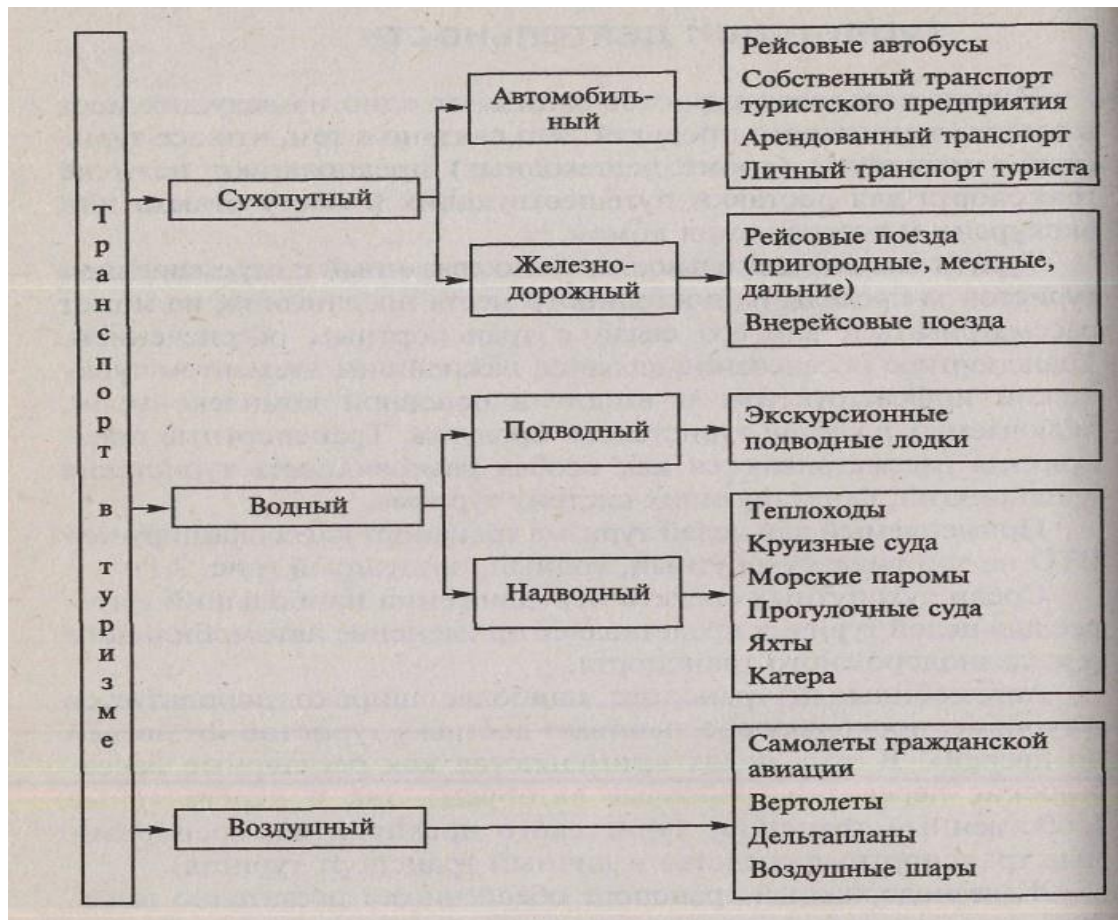 Транспорт в туризме
Сухопутный
Автомобиль-
ный
Рейсовые автобусы
Собственный транспорт
туристского предприятия
Арендованный транспорт
Личный транспорт туриста
Железно-
дорожный
Рейсовые поезда
(пригородные, местные,
дальние)
Внерейсовые поезда
Водный
Подводный
Экскурсионные
подводные лодки
Надводный
Теплоходы
Круизные суда
Морские паромы
Прогулочные суда
Яхты
Катера
Воздушный
Самолеты гражданской
авиации
Вертолеты
Дельтапланы
Воздушные шары